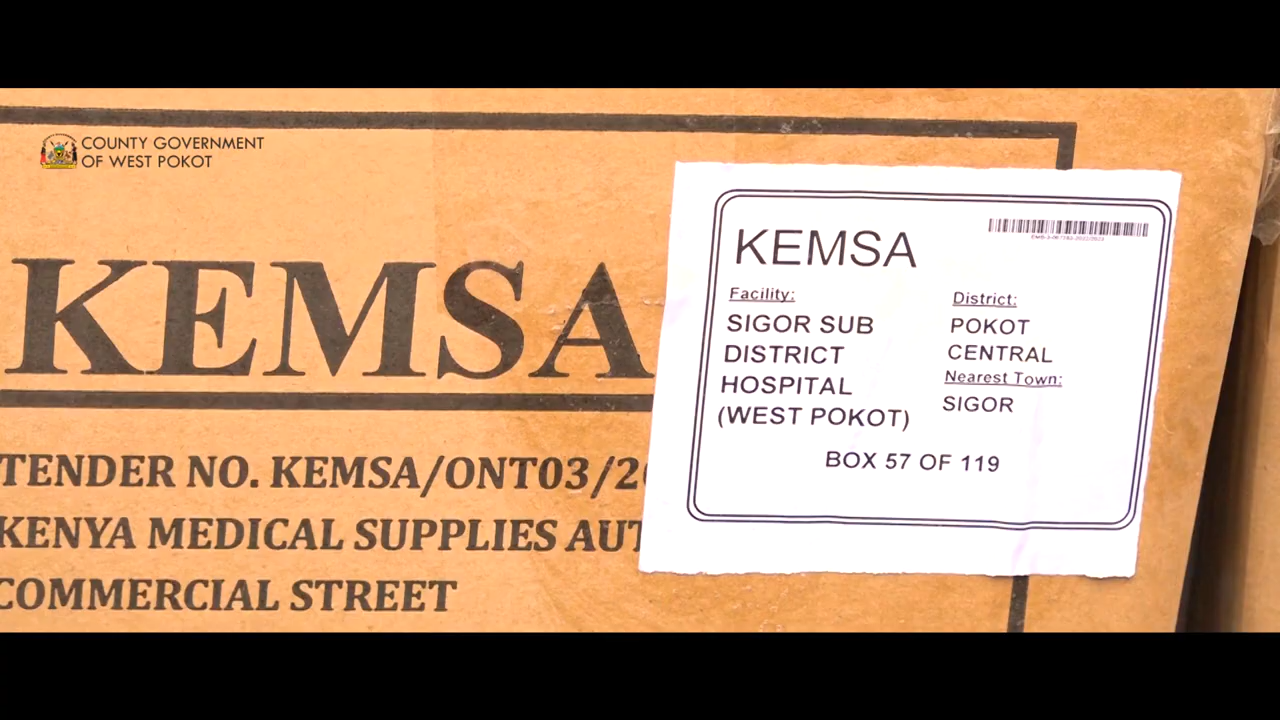 COUNTY GOVERNMENT
OF WEST POKOT
KEMSA
TENDER NO. KEMSA/ONT03/2
KENYA MEDICAL SUPPLIES AUT
COMMERCIAL STREET
KEMSA
Facility:
SIGOR SUB
DISTRICT
HOSPITAL
(WEST POKOT)
District:
POKOT
CENTRAL
Nearest Town:
SIGOR
BOX 57 OF 119